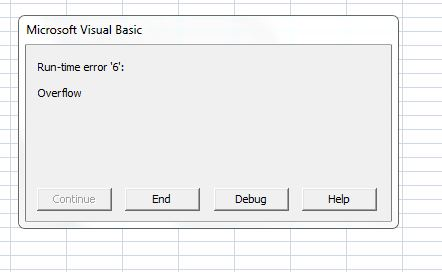 Microsoft Visual Basic
Run-time error '6':
Overflow
Continue
End
Debug
Help